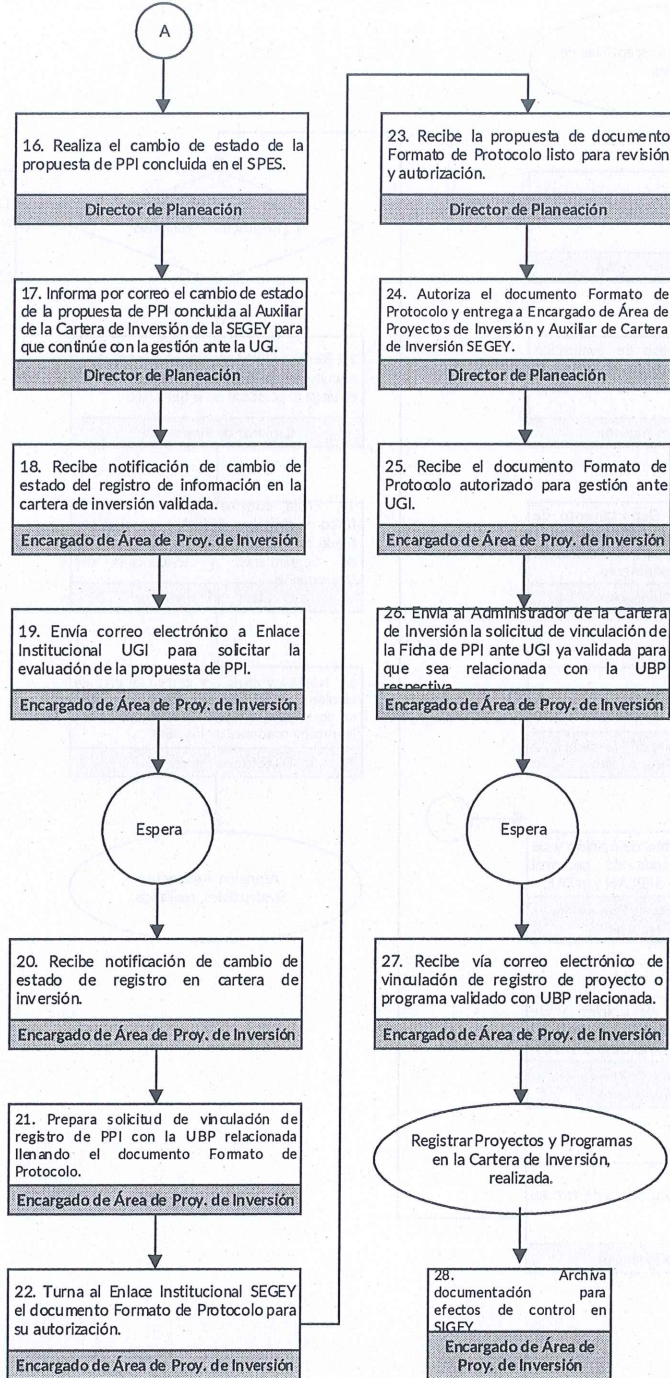 A
16. Realiza el cambio de estado de la
propuesta de PPI concluida en el SPES.
Director de Planeación
17. Informa por correo el cambio de estado
de la propuesta de PPI concluida al Auxiliar
de la Cartera de Inversión de la SEGEY para
que continúe con la gestión ante la UGI.
Director de Planeación
18. Recibe notificación de cambio de
estado del registro de información en la
cartera de inversión validada.
Encargado de Área de Proy. de Inversión
19. Envía correo electrónico a Enlace
Institucional UGI para solicitar la
evaluación de la propuesta de PPI.
Encargado de Área de Proy. de Inversión
Espera
20. Recibe notificación de cambio de
estado de registro en cartera de
inversión.
Encargado de Área de Proy. de Inversión
21. Prepara solicitud de vinculación de
registro de PPI con la UBP relacionada
llenando el documento Formato de
Protocolo.
Encargado de Área de Proy. de Inversión
22. Turna al Enlace Institucional SEGEY
el documento Formato de Protocolo para
su autorización.
Encargado de Área de Proy. de Inversión
23. Recibe la propuesta de documento
Formato de Protocolo listo para revisión
y autorización.
Director de Planeación
24. Autoriza el documento Formato de
Protocolo y entrega a Encargado de Área de
Proyectos de Inversión y Auxiliar de Cartera
de Inversión SEGEY.
Director de Planeación
25. Recibe el documento Formato de
Protocolo autorizado para gestión ante
UGI.
Encargado de Área de Proy. de Inversión
26. Envía al Administrador de la Cartera
de Inversión la solicitud de vinculación de
la Ficha de PPI ante UGI ya validada para
que sea relacionada con la UBP
respectiva
Encargado de Área de Proy. de Inversión
Espera
27. Recibe vía correo electrónico de
vinculación de registro de proyecto o
programa validado con UBP relacionada.
Encargado de Área de Proy. de Inversión
Registrar Proyectos y Programas
en la Cartera de Inversión,
realizada.
28. Archiva
documentación para
efectos de control en
SIGEY
Encargado de Área de
Proy. de Inversión